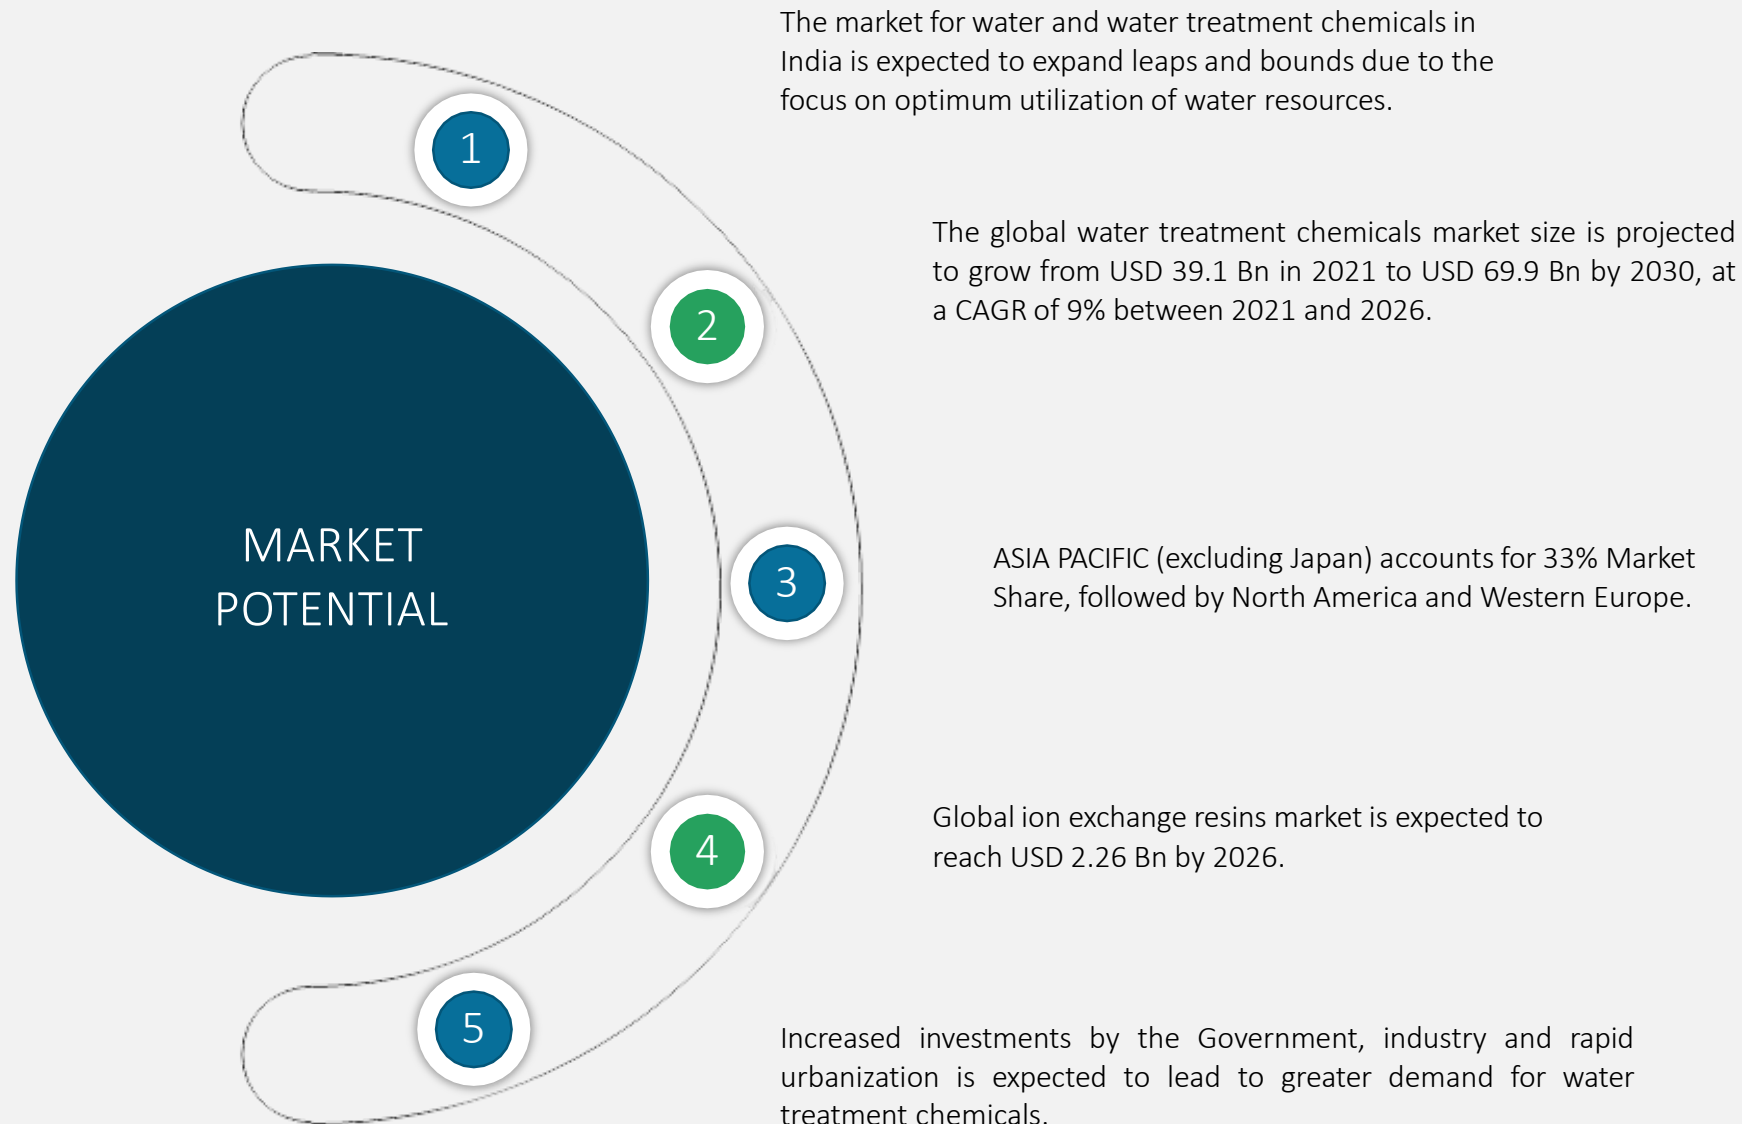 MARKET
POTENTIAL
1
The market for water and water treatment chemicals in
India is expected to expand leaps and bounds due to the
focus on optimum utilization of water resources.
2
The global water treatment chemicals market size is projected
to grow from USD 39.1 Bn in 2021 to USD 69.9 Bn by 2030, at
a CAGR of 9% between 2021 and 2026.
3
ASIA PACIFIC (excluding Japan) accounts for 33% Market
Share, followed by North America and Western Europe.
4
Global ion exchange resins market is expected to
reach USD 2.26 Bn by 2026.
5
Increased investments by the Government, industry and rapid
urbanization is expected to lead to greater demand for water
treatment chemicals.